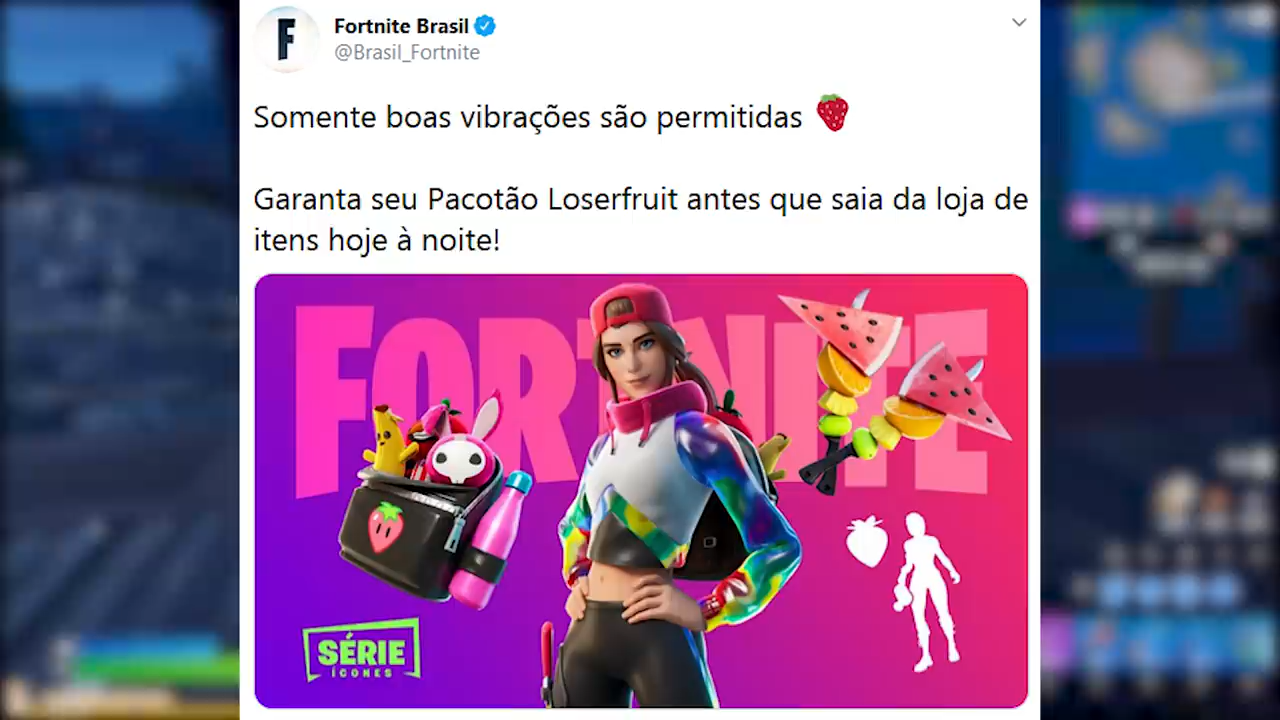 Fortnite Brasil
@Brasil_Fortnite
Somente boas vibrações são permitidas
Garanta seu Pacotão Loserfruit antes que saia da loja de
itens hoje à noite!
FORTNITE
SÉRIE
ÍCONES